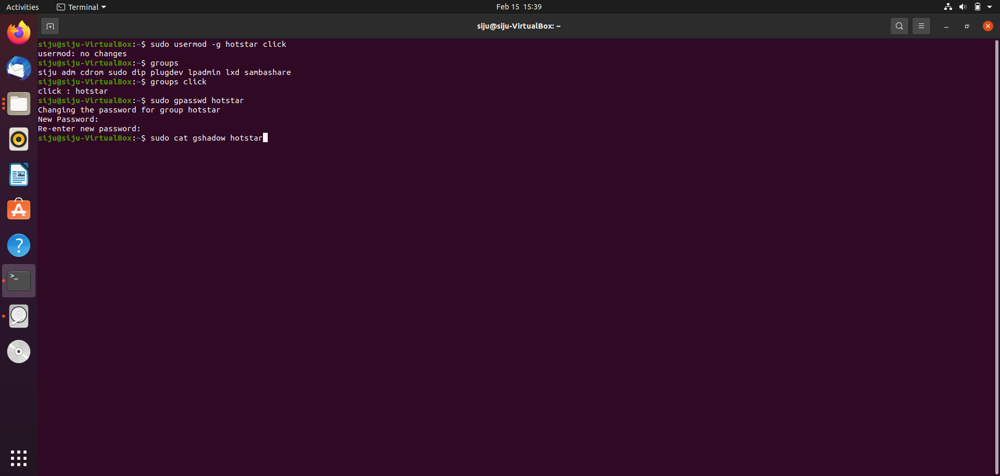 Activities
Terminal
Feb 15 15:39
siju@siju-VirtualBox: ~
siju@siju-VirtualBox:~$ sudo usermod -g hotstar click
usermod: no changes
siju@siju-VirtualBox:~$ groups
siju adm cdrom sudo dip plugdev lpadmin lxd sambashare
siju@siju-VirtualBox:~$ groups click
click : hotstar
siju@siju-VirtualBox:~$ sudo gpasswd hotstar
Changing the password for group hotstar
New Password:
Re-enter new password:
siju@siju-VirtualBox:~$ sudo cat gshadow hotstar